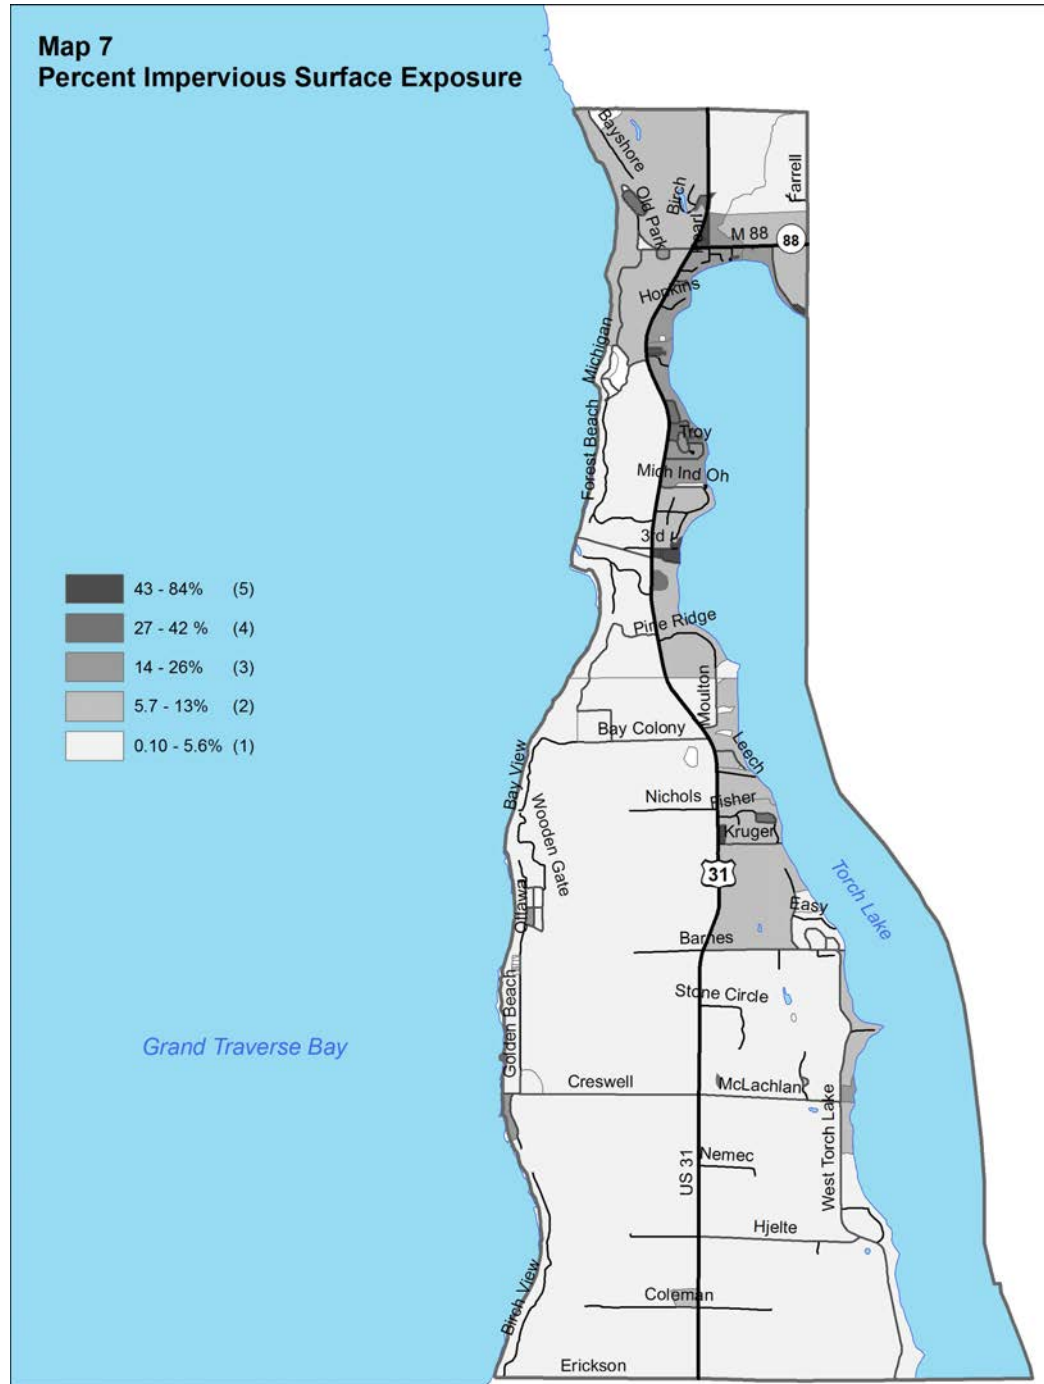 Map 7
Percent Impervious Surface Exposure
Bayshore
Farrell
Birch
Old Park
Pearl
M 88
88
Hopkins
Michigan
Forest Beach
Troy
Mich Ind Oh
3rd
43 - 84% (5)
27 - 42 % (4)
14 - 26% (3)
5.7 - 13% (2)
0.10 - 5.6% (1)
Pine Ridge
Moulton
Bay Colony
Leech
Bay View
Nichols
Fisher
Wooden Gate
Kruger
31
Torch Lake
Ottawa
Easy
Barnes
Stone Circle
Golden Beach
Grand Traverse Bay
Creswell
McLachlan
West Torch Lake
US 31
Nemec
Hjelte
Birch View
Coleman
Erickson